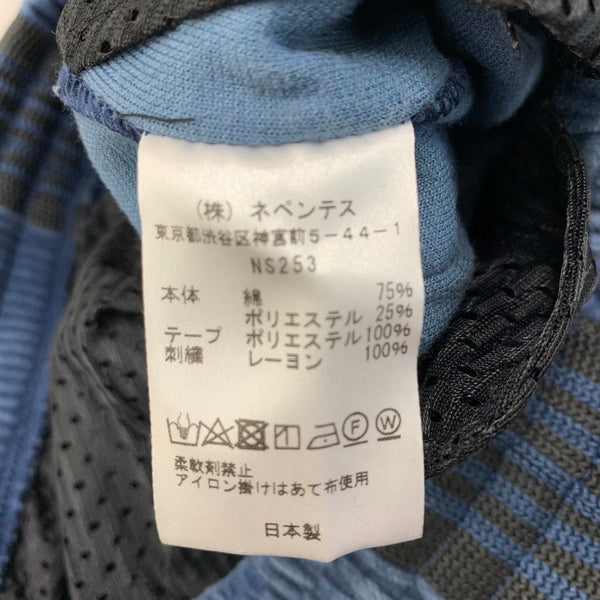 (株) ネペンテス
東京都渋谷区神宮前5-44-1
NS253
本体 綿 75%
ポリエステル 25%
テープ ポリエステル 100%
刺繍 レーヨン 100%
F W
柔軟剤禁止
アイロン掛けはあて布使用
日本製